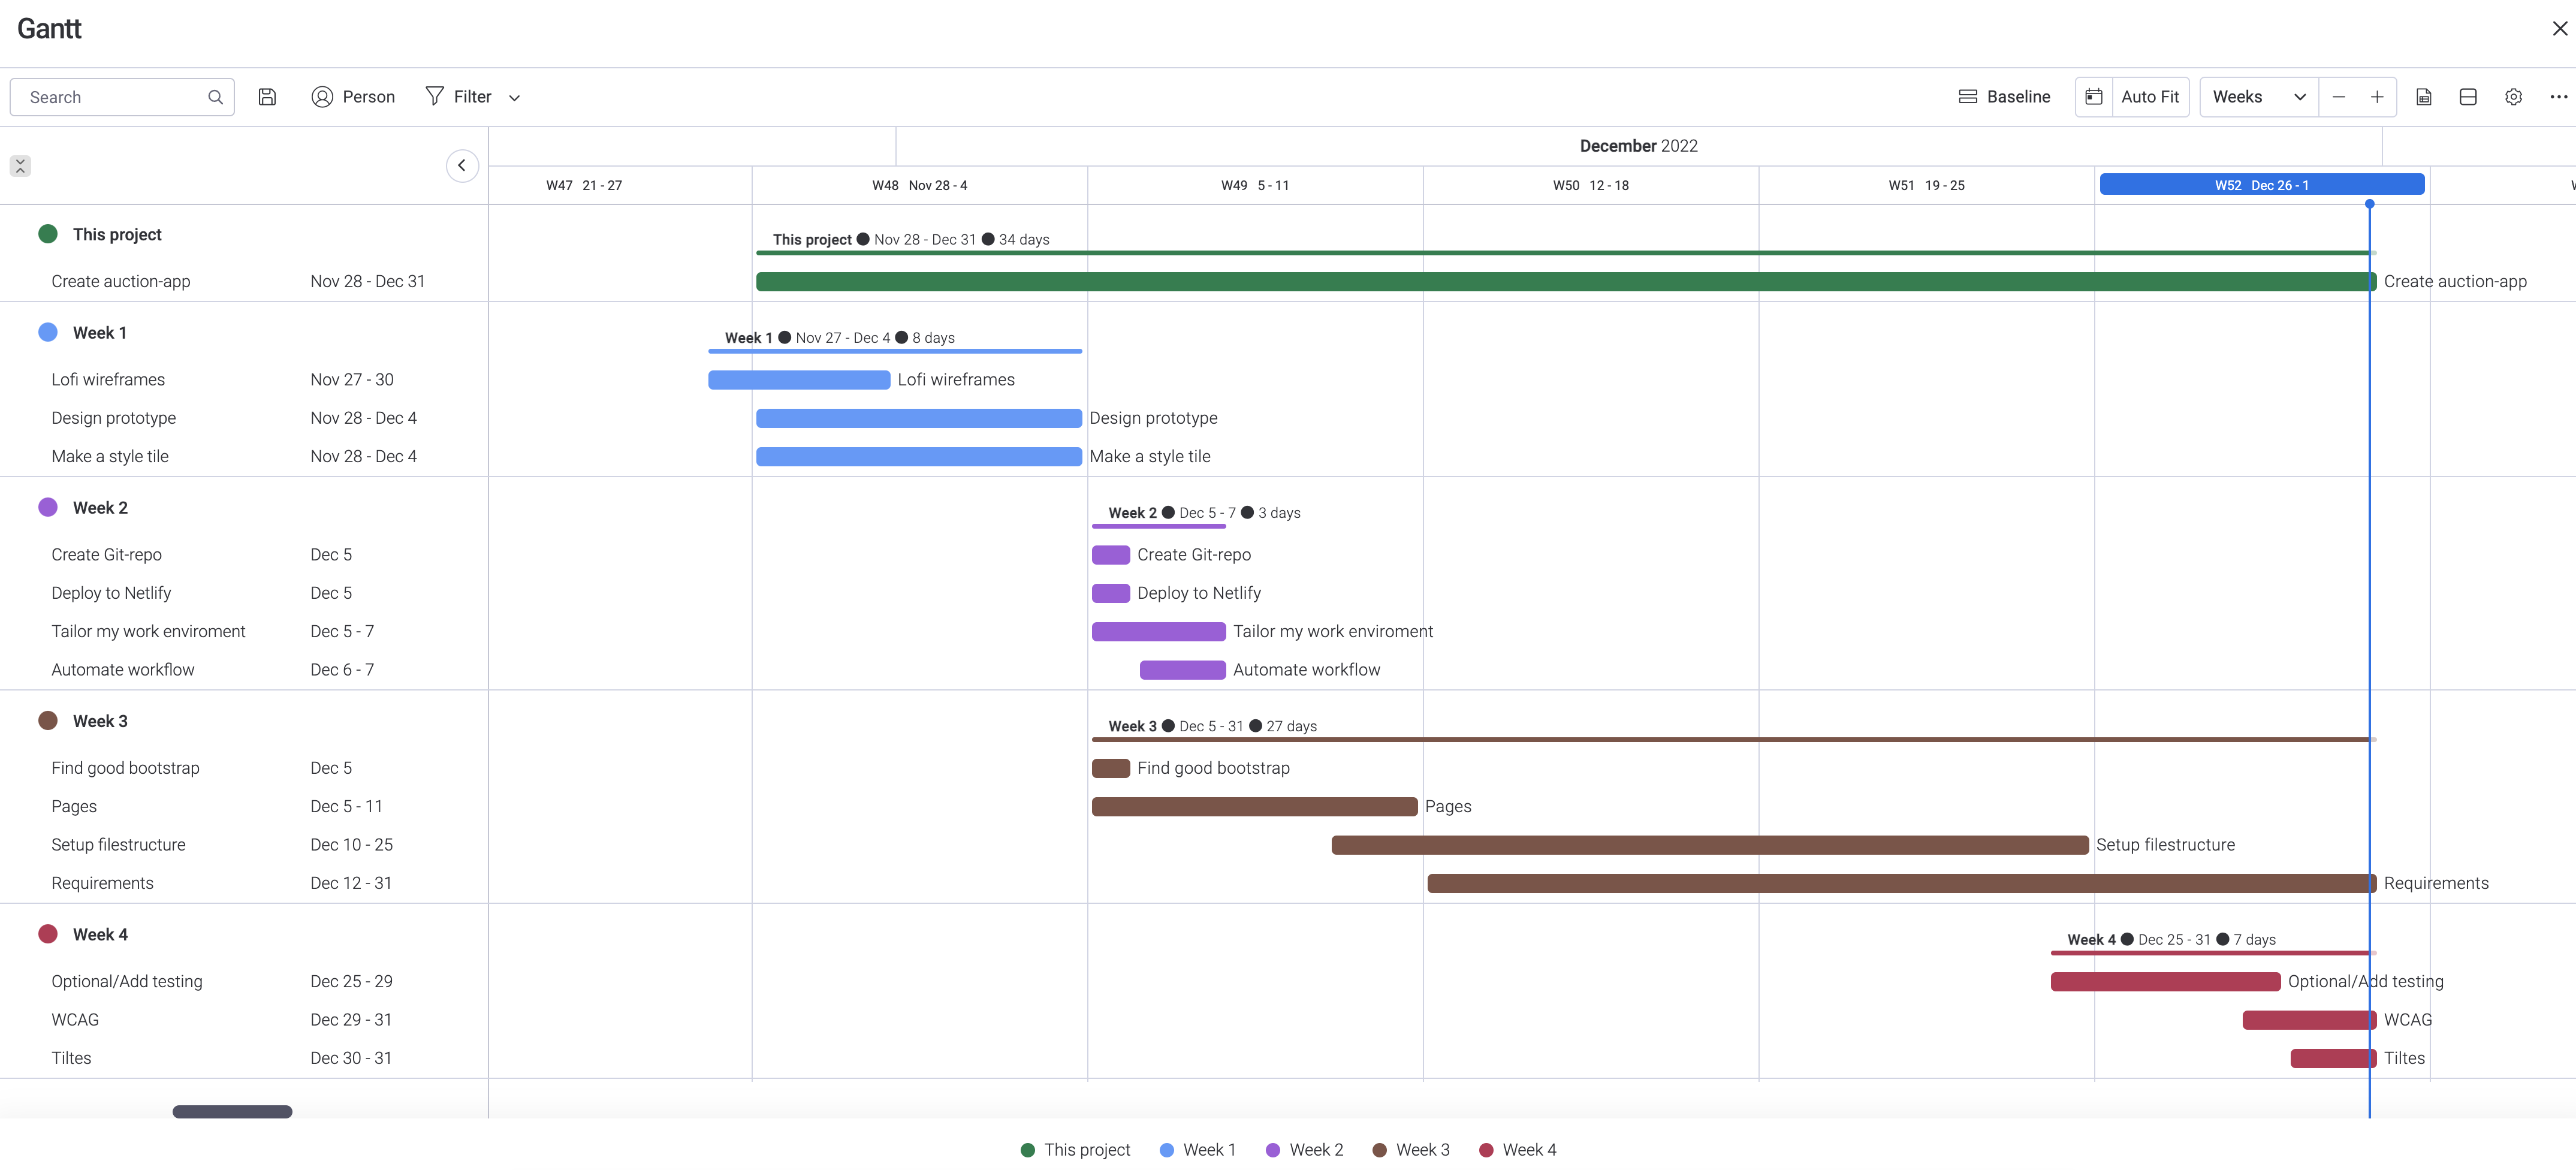 Gantt
Search Person Filter Baseline Auto Fit Weeks
December 2022
W47 21 - 27 W48 Nov 28 - 4 W49 5 - 11 W50 12 - 18 W51 19 - 25 W52 Dec 26 - 1
This project This project ● Nov 28 - Dec 31 ● 34 days
Create auction-app Nov 28 - Dec 31 Create auction-app
Week 1 Week 1 ● Nov 27 - Dec 4 ● 8 days
Lofi wireframes Nov 27 - 30 Lofi wireframes
Design prototype Nov 28 - Dec 4 Design prototype
Make a style tile Nov 28 - Dec 4 Make a style tile
Week 2 Week 2 ● Dec 5 - 7 ● 3 days
Create Git-repo Dec 5 Create Git-repo
Deploy to Netlify Dec 5 Deploy to Netlify
Tailor my work enviroment Dec 5 - 7 Tailor my work enviroment
Automate workflow Dec 6 - 7 Automate workflow
Week 3 Week 3 ● Dec 5 - 31 ● 27 days
Find good bootstrap Dec 5 Find good bootstrap
Pages Dec 5 - 11 Pages
Setup filestructure Dec 10 - 25 Setup filestructure
Requirements Dec 12 - 31 Requirements
Week 4 Week 4 ● Dec 25 - 31 ● 7 days
Optional/Add testing Dec 25 - 29 Optional/Add testing
WCAG Dec 29 - 31 WCAG
Tiltes Dec 30 - 31 Tiltes
This project Week 1 Week 2 Week 3 Week 4